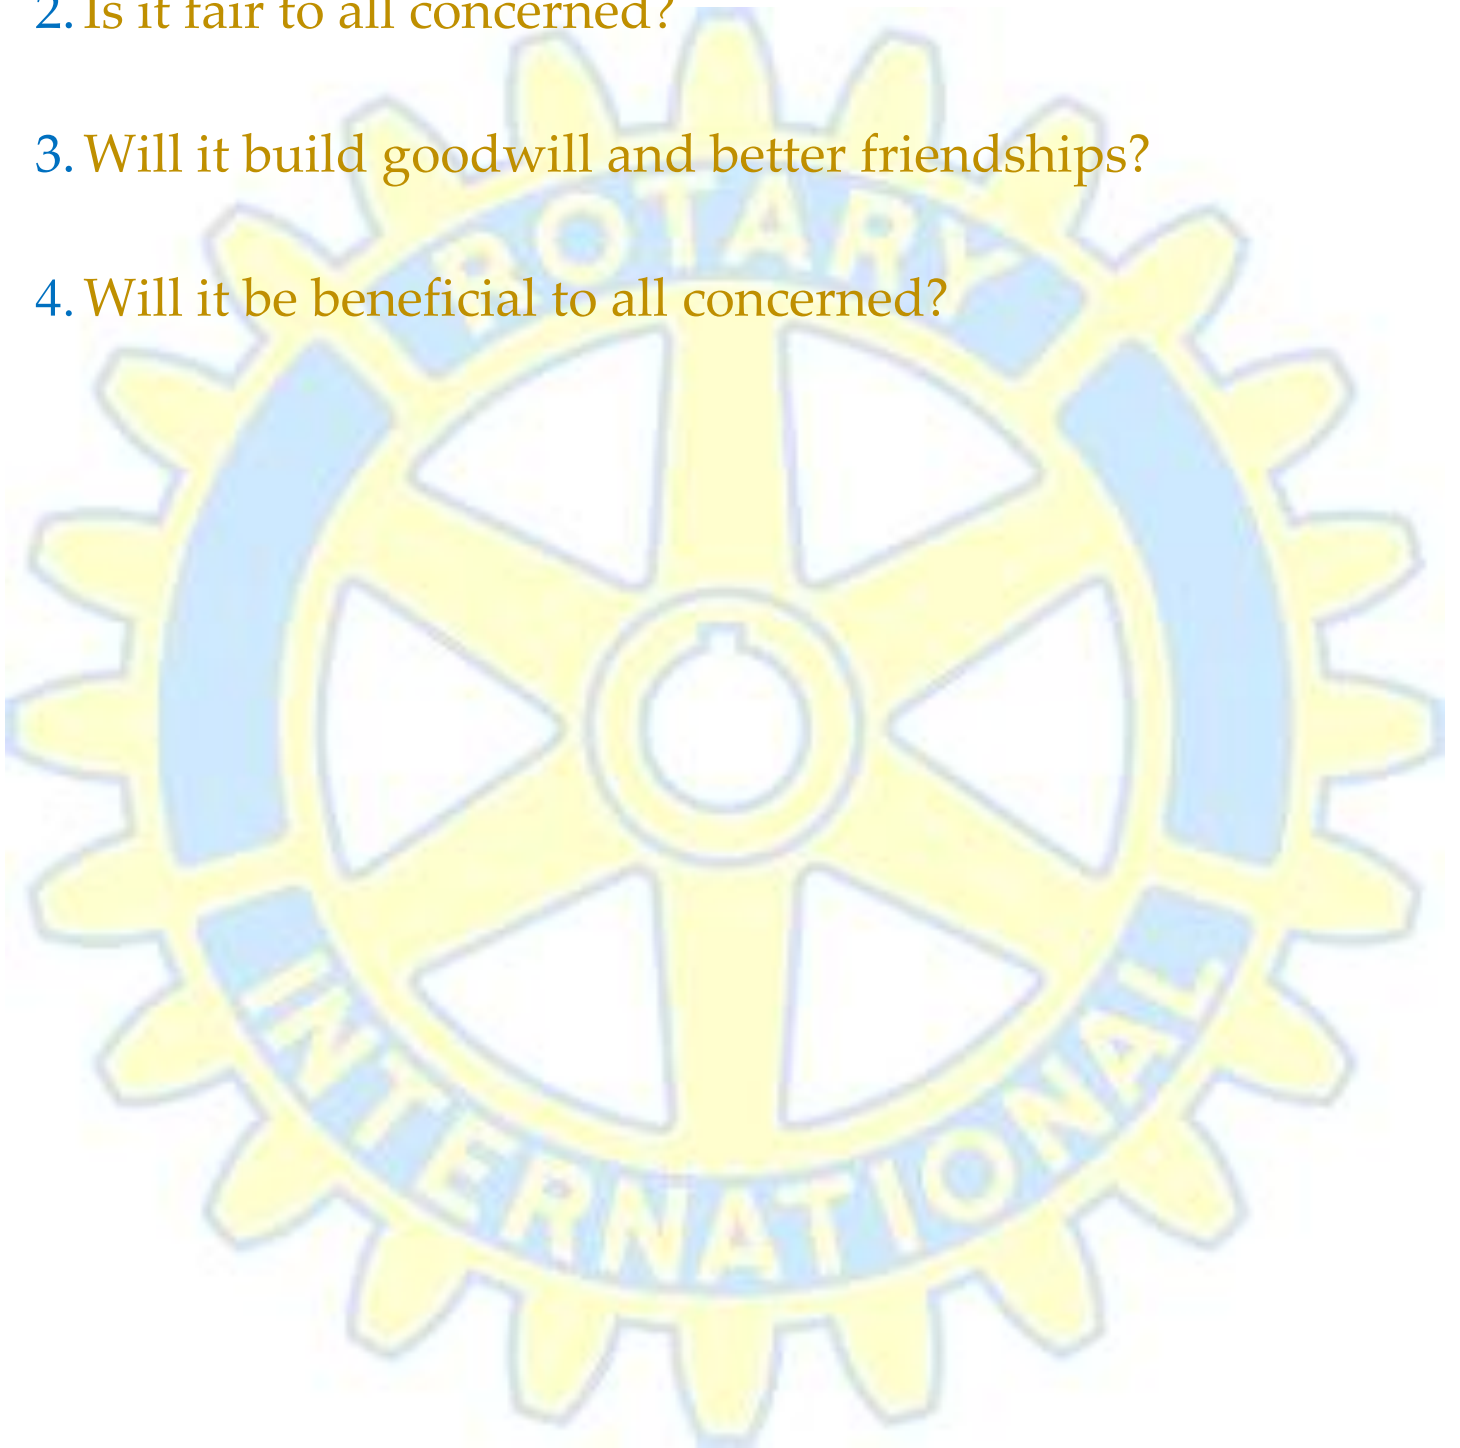 2. Is it fair to all concerned?
3. Will it build goodwill and better friendships?
4. Will it be beneficial to all concerned?
ROTARY
INTERNATIONAL